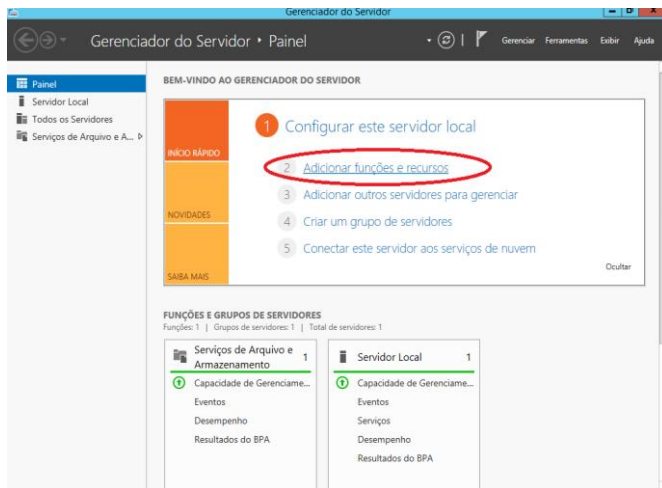 Gerenciador do Servidor
Gerenciador do Servidor ‣ Painel
Gerenciar Ferramentas Exibir Ajuda
Painel
Servidor Local
Todos os Servidores
Serviços de Arquivo e A...
BEM-VINDO AO GERENCIADOR DO SERVIDOR
INÍCIO RÁPIDO
NOVIDADES
SAIBA MAIS
1 Configurar este servidor local
2 Adicionar funções e recursos
3 Adicionar outros servidores para gerenciar
4 Criar um grupo de servidores
5 Conectar este servidor aos serviços de nuvem
Ocultar
FUNÇÕES E GRUPOS DE SERVIDORES
Funções: 1 | Grupos de servidores: 1 | Total de servidores: 1
Serviços de Arquivo e
Armazenamento 1
Capacidade de Gerenciame...
Eventos
Desempenho
Resultados do BPA
Servidor Local 1
Capacidade de Gerenciame...
Eventos
Serviços
Desempenho
Resultados do BPA